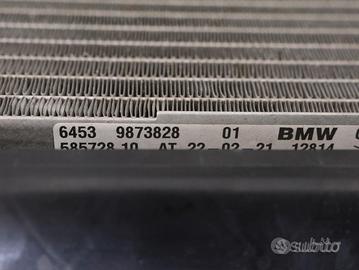 6453 9873828 01 BMW
585728 10 AT 22-02-21 12814
subito